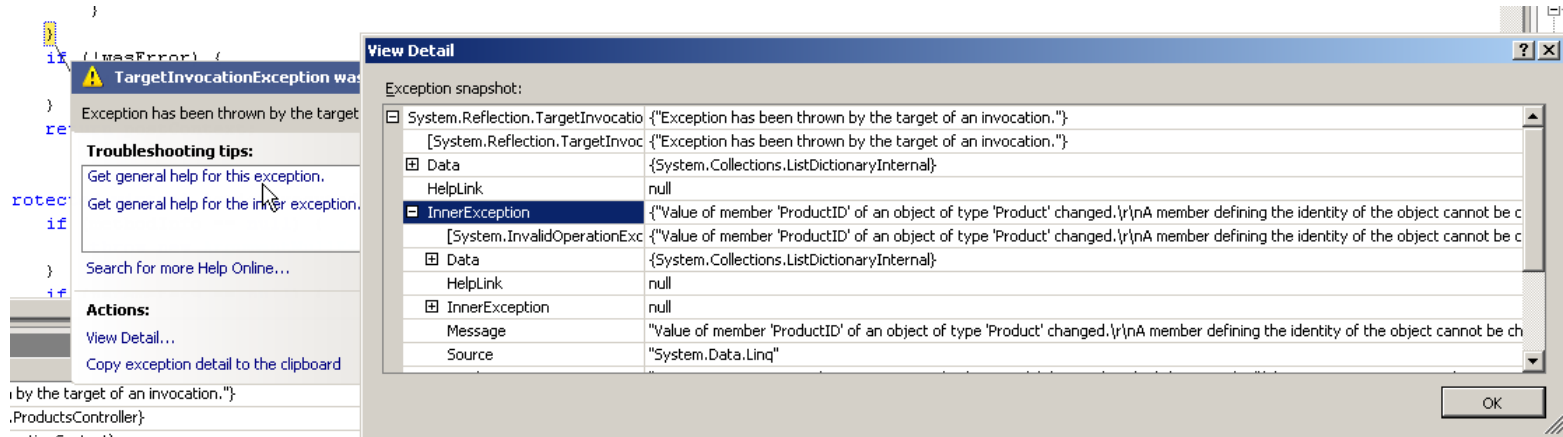 }
}
if (!wasError) {
View Detail
TargetInvocationException was
Exception snapshot:
}
Exception has been thrown by the target
System.Reflection.TargetInvocatio {"Exception has been thrown by the target of an invocation."}
[System.Reflection.TargetInvoc {"Exception has been thrown by the target of an invocation."}
Troubleshooting tips:
Data {System.Collections.ListDictionaryInternal}
Get general help for this exception.
HelpLink null
Get general help for the inner exception.
InnerException {"Value of member 'ProductID' of an object of type 'Product' changed.\r\nA member defining the identity of the object cannot be c
if
[System.InvalidOperationExc {"Value of member 'ProductID' of an object of type 'Product' changed.\r\nA member defining the identity of the object cannot be c
Data {System.Collections.ListDictionaryInternal}
} Search for more Help Online...
HelpLink null
if
InnerException null
Actions:
Message "Value of member 'ProductID' of an object of type 'Product' changed.\r\nA member defining the identity of the object cannot be ch
View Detail...
Source "System.Data.Linq"
Copy exception detail to the clipboard
by the target of an invocation."}
OK
.ProductsController}